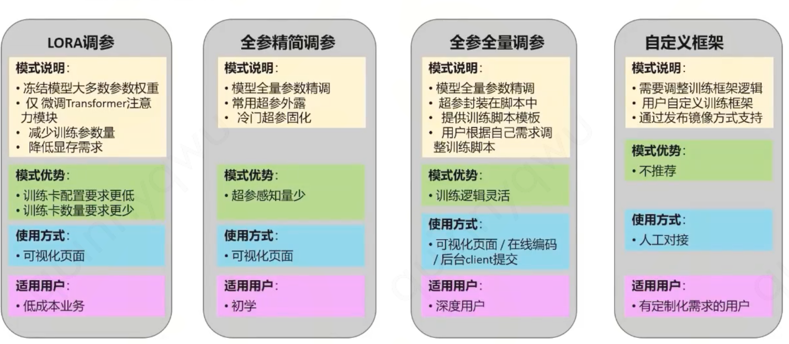 LORA调参
模式说明：
• 冻结模型大多数参数权重
• 仅 微调Transformer注意
力模块
• 减少训练参数量
• 降低显存需求
模式优势：
• 训练卡配置要求更低
• 训练卡数量要求更少
使用方式：
• 可视化页面
适用用户：
• 低成本业务
全参精简调参
模式说明：
• 模型全量参数精调
• 常用超参外露
• 冷门超参固化
模式优势：
• 超参感知量少
使用方式：
• 可视化页面
适用用户：
• 初学
全参全量调参
模式说明：
• 模型全量参数精调
• 超参封装在脚本中
• 提供训练脚本模板
• 用户根据自己需求调
整训练脚本
模式优势：
• 训练逻辑灵活
使用方式：
• 可视化页面 / 在线编码
/ 后台client提交
适用用户：
• 深度用户
自定义框架
模式说明：
• 需要调整训练框架逻辑
• 用户自定义训练框架
• 通过发布镜像方式支持
模式优势：
• 不推荐
使用方式：
• 人工对接
适用用户：
• 有定制化需求的用户